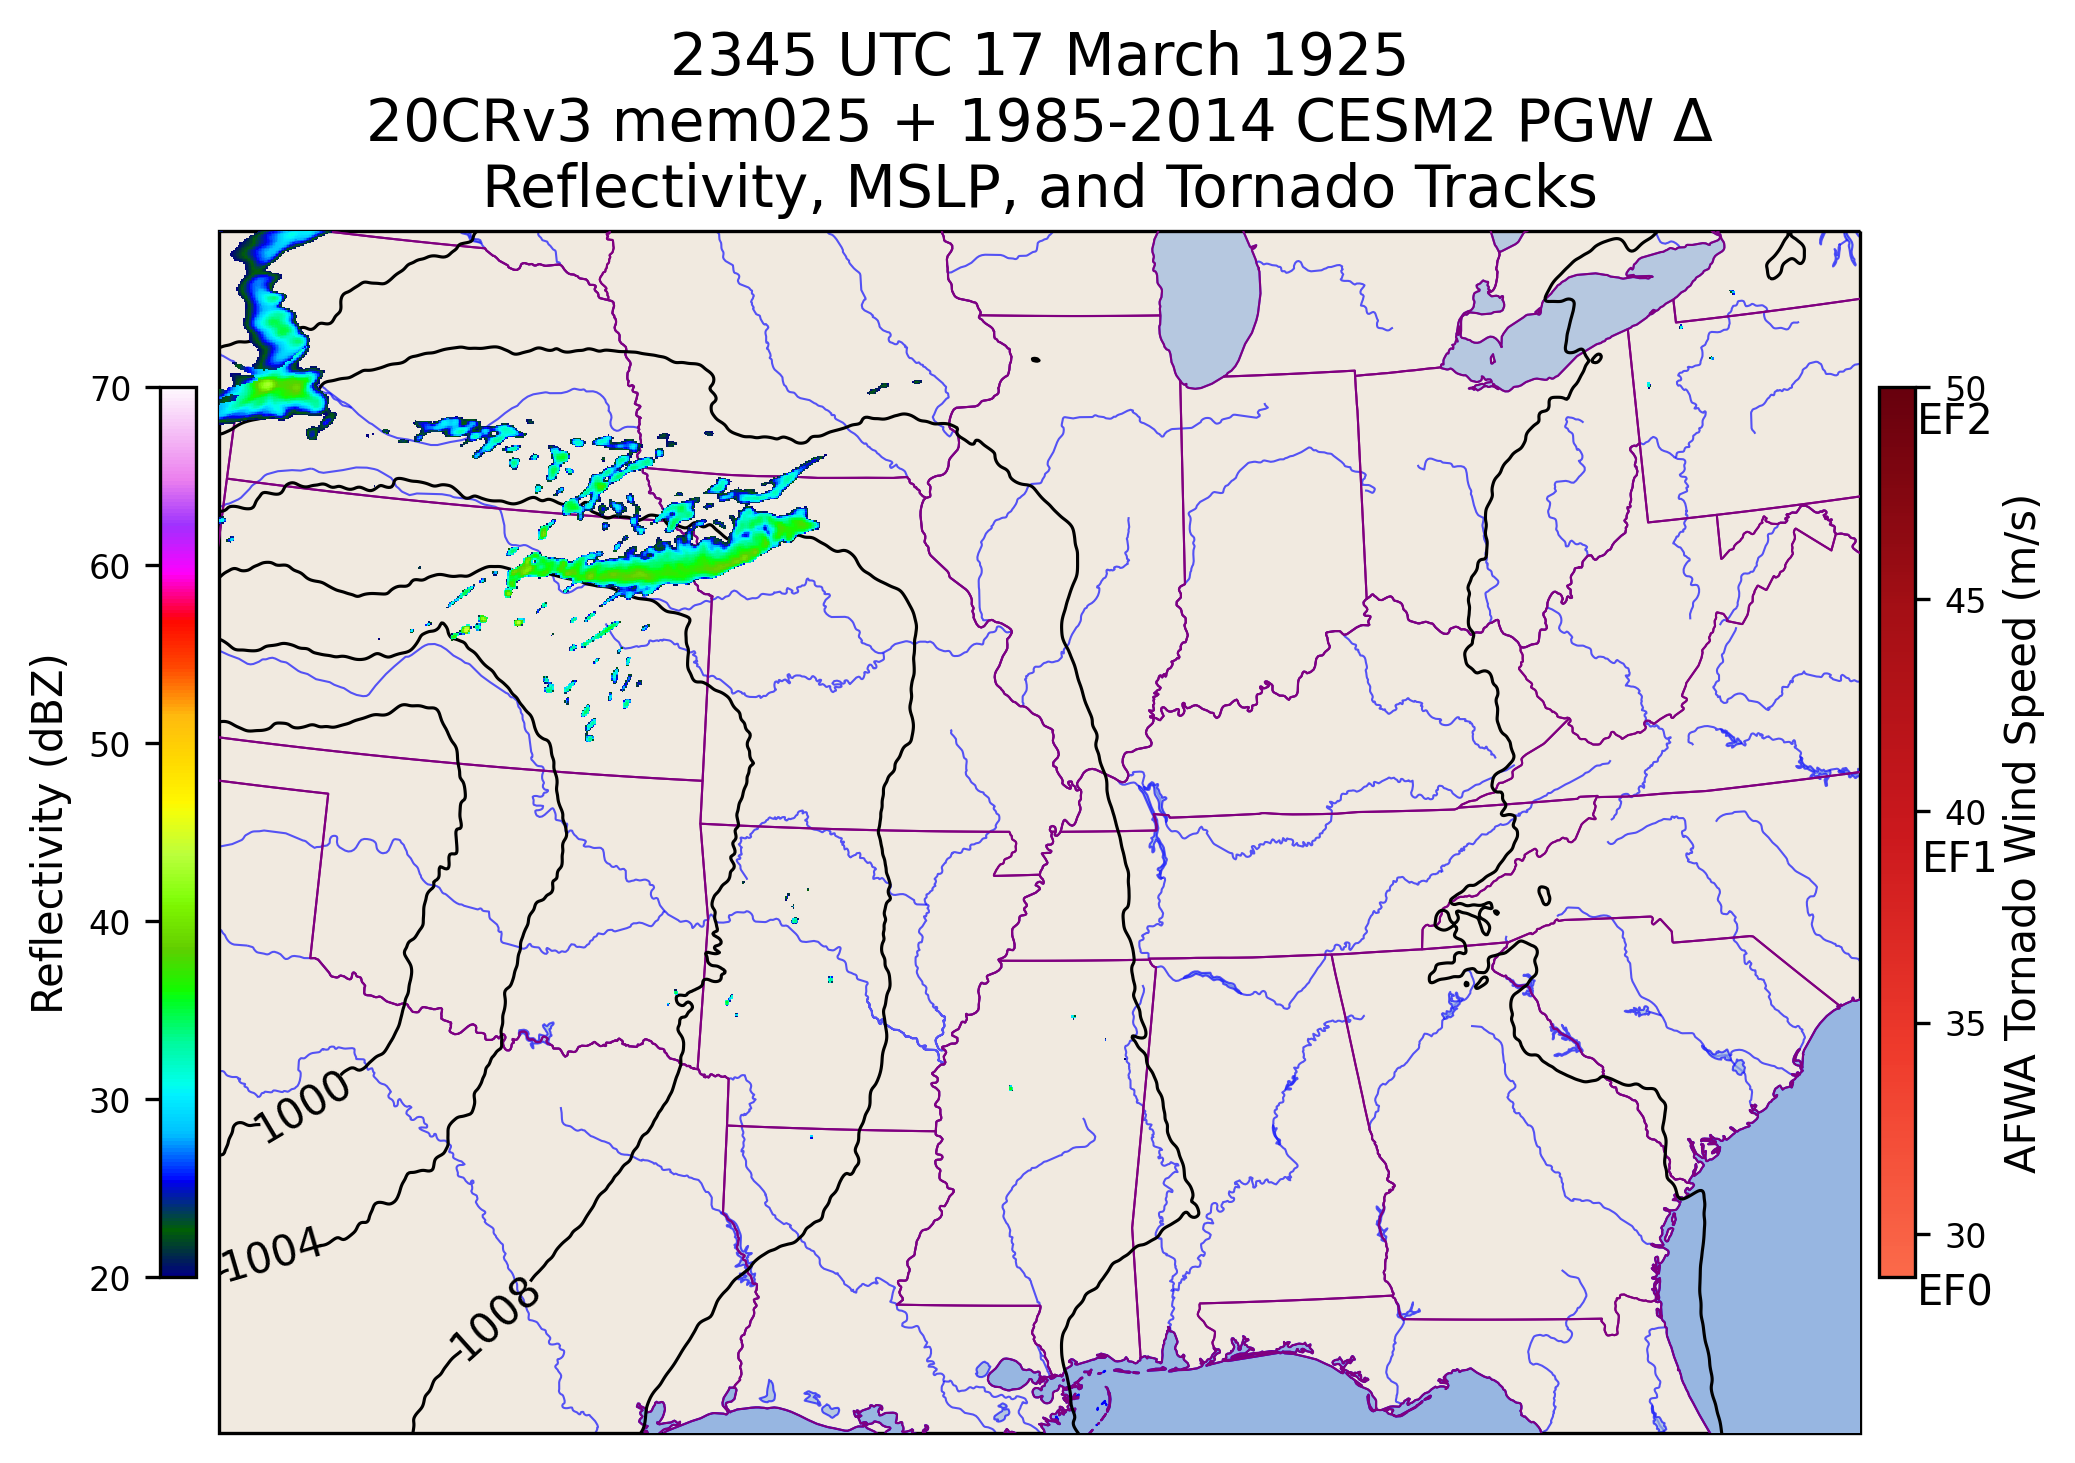 2345 UTC 17 March 1925
20CRv3 mem025 + 1985-2014 CESM2 PGW Δ
Reflectivity, MSLP, and Tornado Tracks
70
60
50
40
30
20
Reflectivity (dBZ)
1000
1004
1008
50
EF2
45
40
EF1
35
30
EF0
AFWA Tornado Wind Speed (m/s)